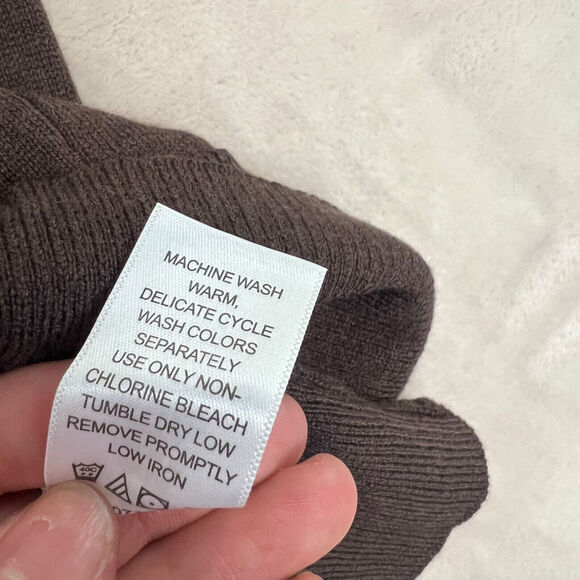 MACHINE WASH
WARM,
DELICATE CYCLE
WASH COLORS
SEPARATELY
USE ONLY NON-
CHLORINE BLEACH
TUMBLE DRY LOW
REMOVE PROMPTLY
LOW IRON
40C